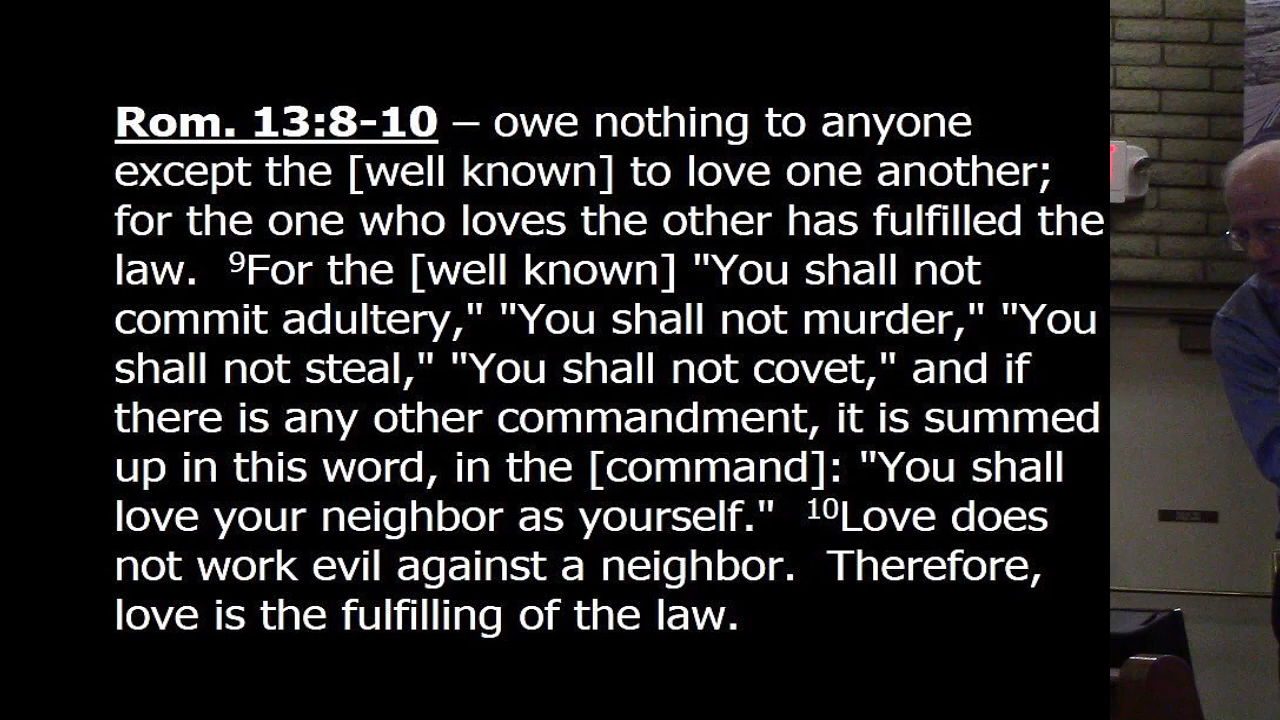 Rom. 13:8-10 – owe nothing to anyone
except the [well known] to love one another;
for the one who loves the other has fulfilled the
law. ⁹For the [well known] "You shall not
commit adultery," "You shall not murder," "You
shall not steal," "You shall not covet," and if
there is any other commandment, it is summed
up in this word, in the [command]: "You shall
love your neighbor as yourself." ¹⁰Love does
not work evil against a neighbor. Therefore,
love is the fulfilling of the law.